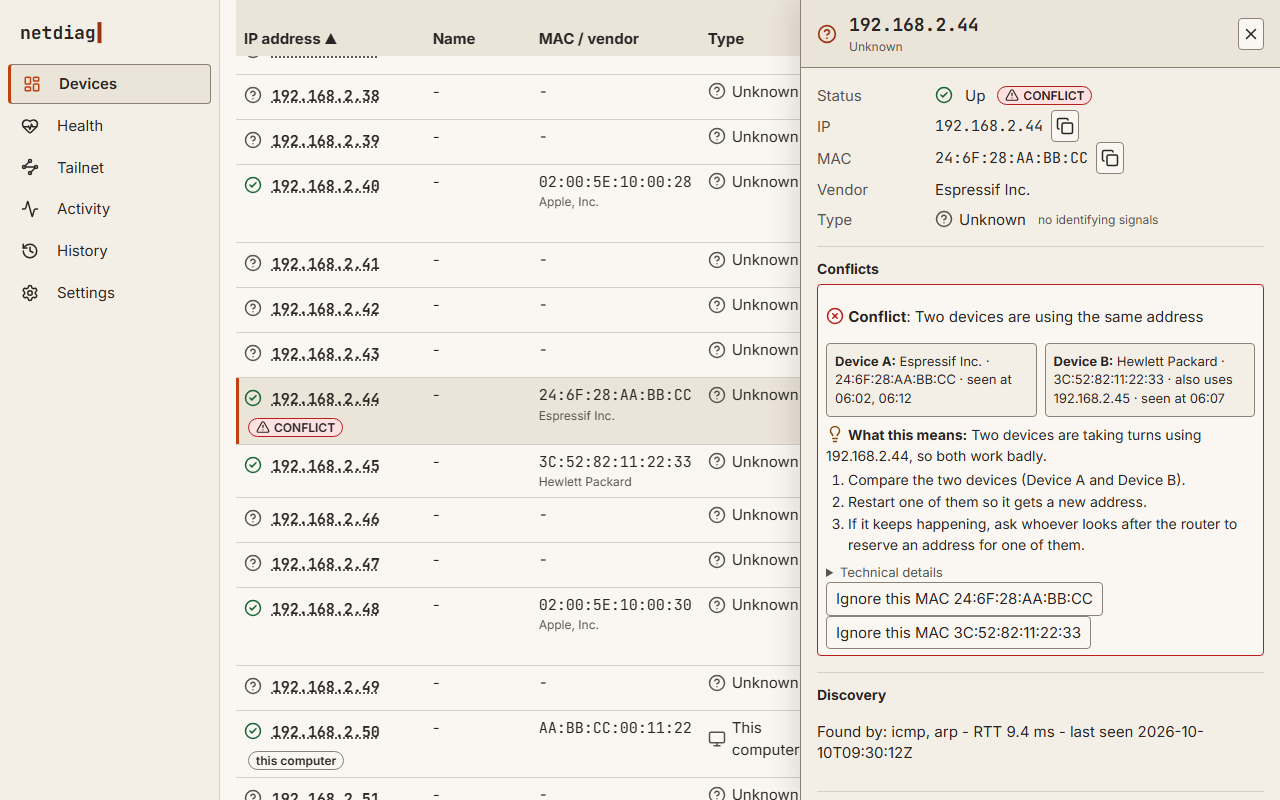 netdiag
Devices
Health
Tailnet
Activity
History
Settings
IP address ▲ Name MAC / vendor Type
192.168.2.38 - - Unknown
192.168.2.39 - - Unknown
192.168.2.40 - 02:00:5E:10:00:28 Unknown
Apple, Inc.
192.168.2.41 - - Unknown
192.168.2.42 - - Unknown
192.168.2.43 - - Unknown
192.168.2.44 - 24:6F:28:AA:BB:CC Unknown
Espressif Inc.
CONFLICT
192.168.2.45 - 3C:52:82:11:22:33 Unknown
Hewlett Packard
192.168.2.46 - - Unknown
192.168.2.47 - - Unknown
192.168.2.48 - 02:00:5E:10:00:30 Unknown
Apple, Inc.
192.168.2.49 - - Unknown
192.168.2.50 - AA:BB:CC:00:11:22 This
computer
this computer
192.168.2.51 - - Unknown
192.168.2.44
Unknown
Status Up CONFLICT
IP 192.168.2.44
MAC 24:6F:28:AA:BB:CC
Vendor Espressif Inc.
Type Unknown no identifying signals
Conflicts
Conflict: Two devices are using the same address
Device A: Espressif Inc. ·
24:6F:28:AA:BB:CC · seen at
06:02, 06:12
Device B: Hewlett Packard ·
3C:52:82:11:22:33 · also uses
192.168.2.45 · seen at 06:07
What this means: Two devices are taking turns using
192.168.2.44, so both work badly.
1. Compare the two devices (Device A and Device B).
2. Restart one of them so it gets a new address.
3. If it keeps happening, ask whoever looks after the router to
reserve an address for one of them.
Technical details
Ignore this MAC 24:6F:28:AA:BB:CC
Ignore this MAC 3C:52:82:11:22:33
Discovery
Found by: icmp, arp - RTT 9.4 ms - last seen 2026-10-
10T09:30:12Z